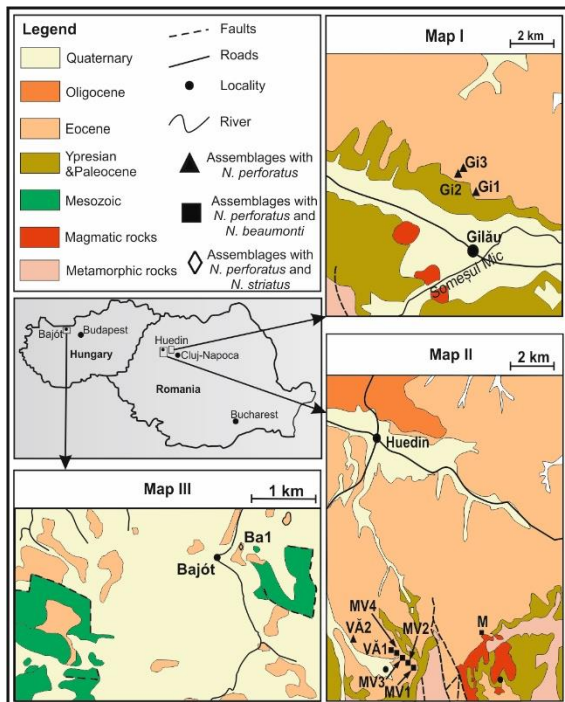 Legend
Quaternary
Oligocene
Eocene
Ypresian
&Paleocene
Mesozoic
Magmatic rocks
Metamorphic rocks
Faults
Roads
Locality
River
Assemblages with
N. perforatus
Assemblages with
N. perforatus and
N. beaumonti
Assemblages with
N. perforatus and
N. striatus
Map I
2 km
Gi3
Gi2
Gi1
Gilău
Someșul Mic
Bajót
Budapest
Hungary
Huedin
Cluj-Napoca
Romania
Bucharest
Map II
2 km
Huedin
MV4
MV2
M
VĂ2
VĂ1
MV3
MV1
Map III
1 km
Ba1
Bajót